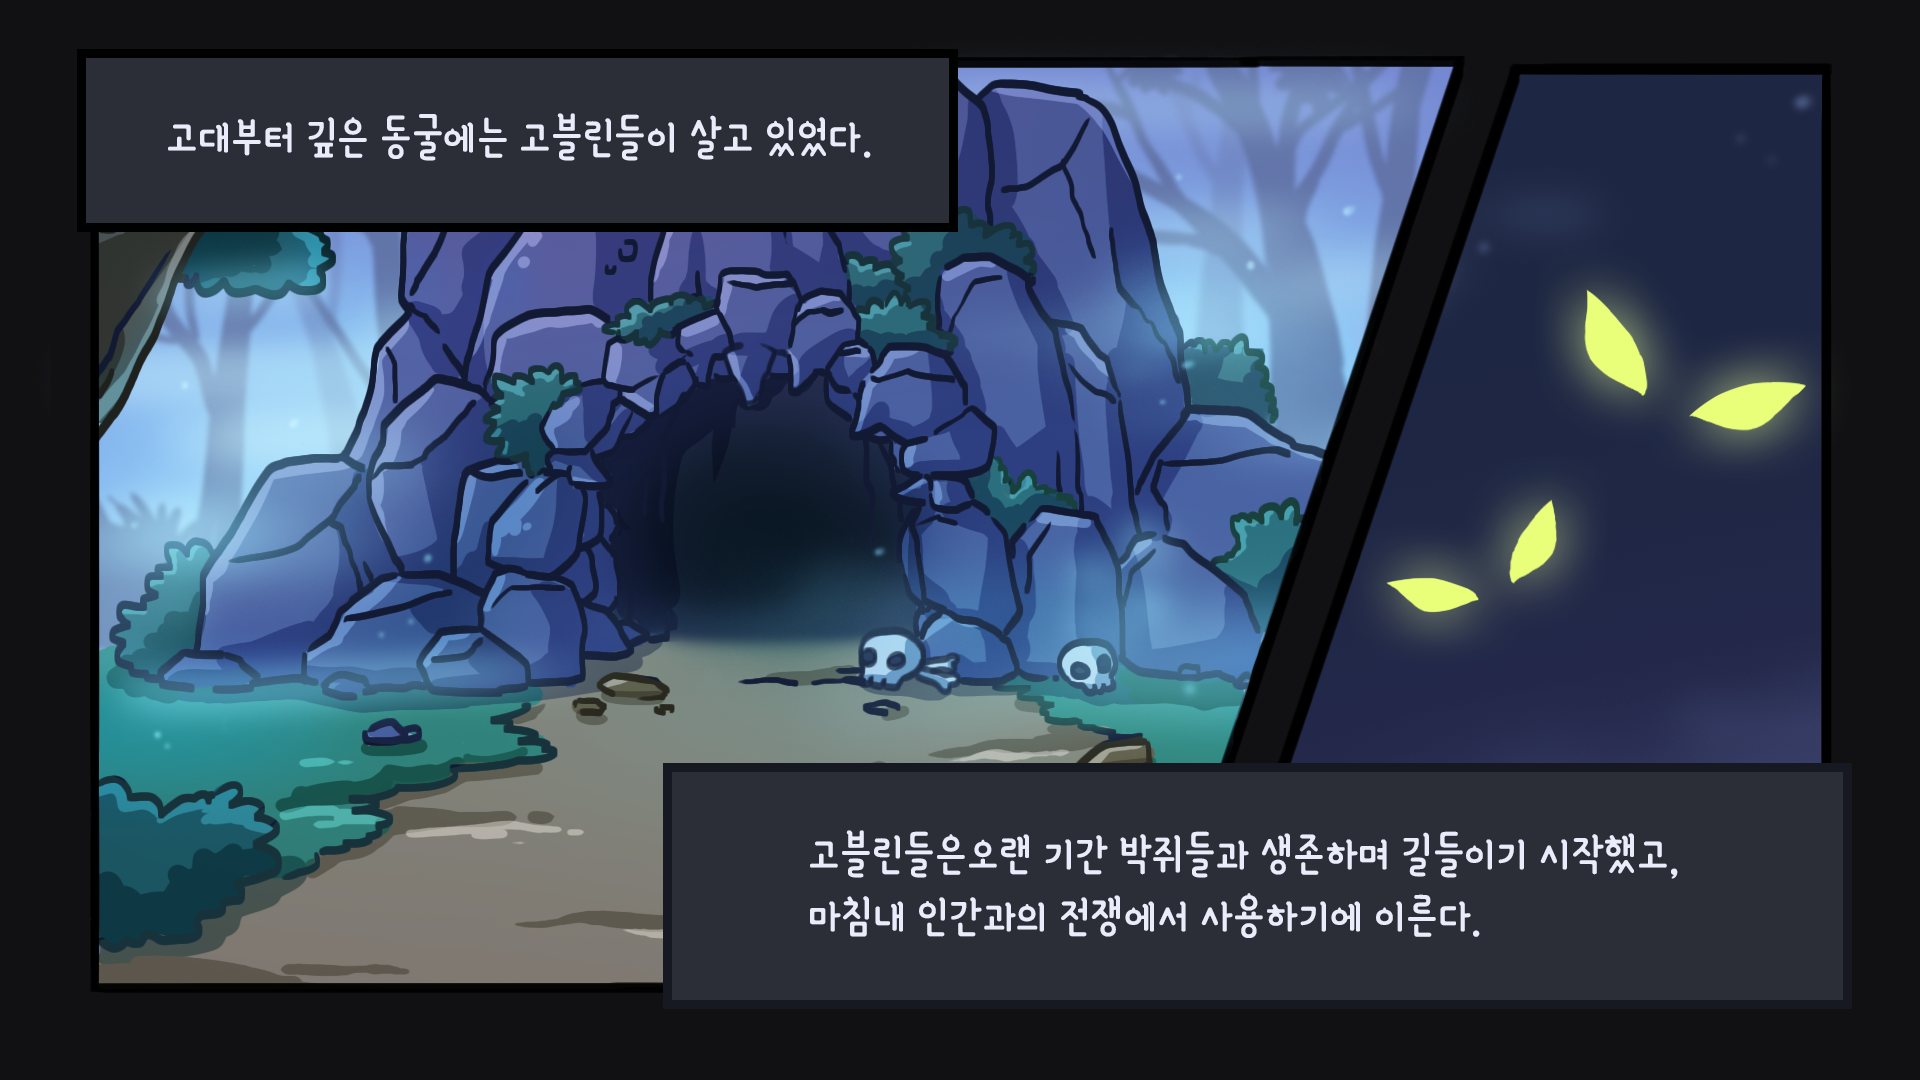 고대부터 깊은 동굴에는 고블린들이 살고 있었다.
고블린들은오랜 기간 박쥐들과 생존하며 길들이기 시작했고,
마침내 인간과의 전쟁에서 사용하기에 이른다.